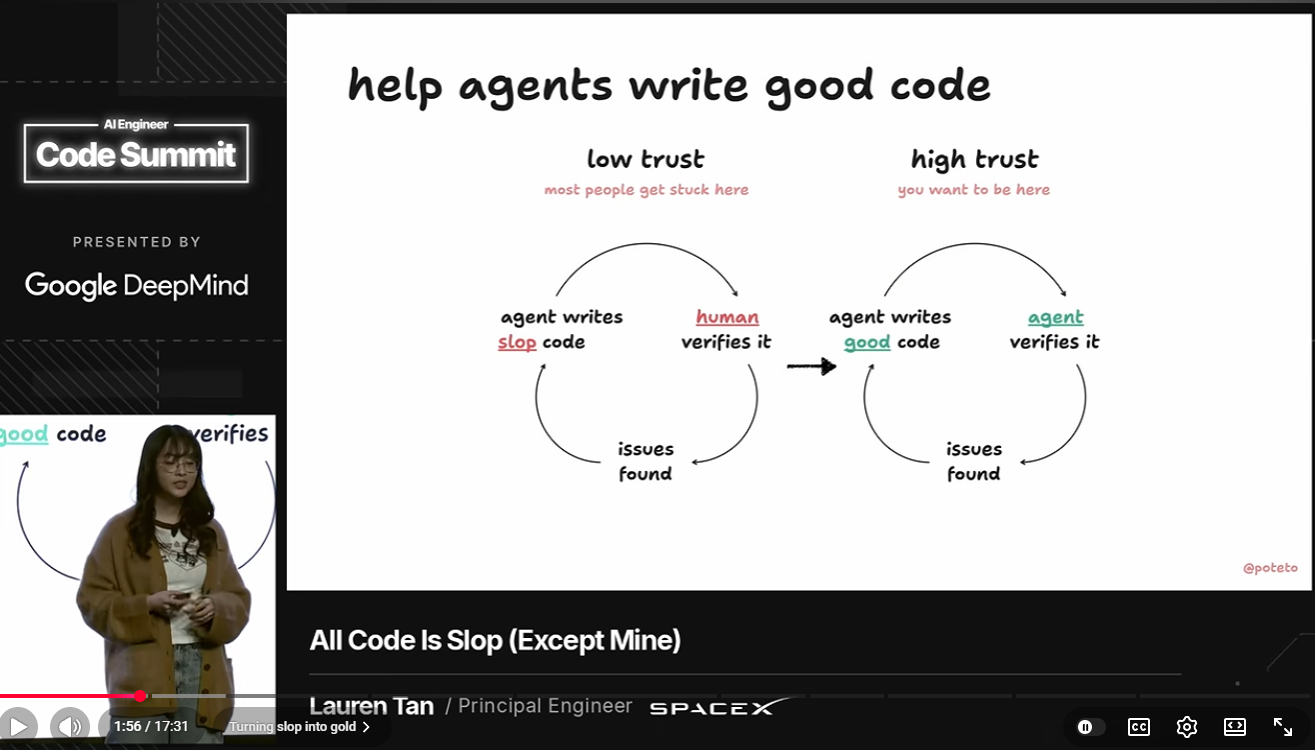 AI Engineer
Code Summit
PRESENTED BY
Google DeepMind
help agents write good code
low trust
most people get stuck here
high trust
you want to be here
agent writes
slop code
human
verifies it
issues
found
agent writes
good code
agent
verifies it
issues
found
@poteto
good code
verifies
All Code Is Slop (Except Mine)
Lauren Tan / Principal Engineer SPACEX
1:56 / 17:31
Turning slop into gold
CC